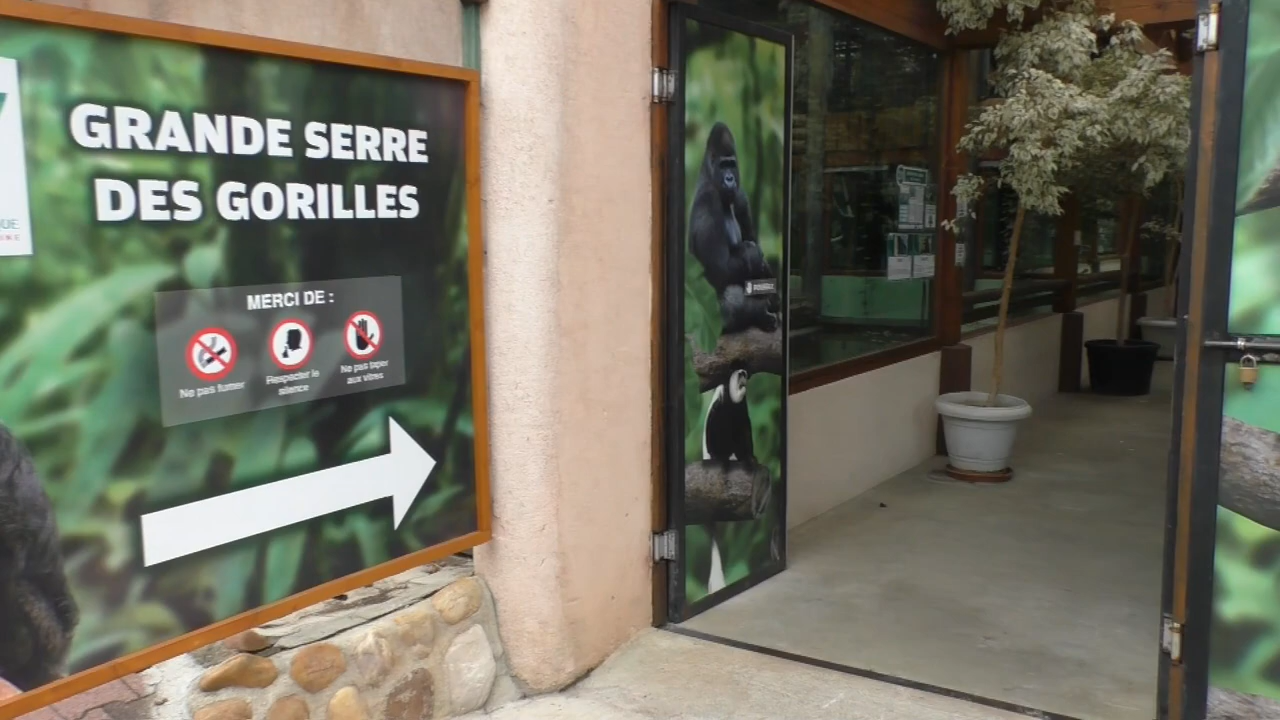 GRANDE SERRE
DES GORILLES
MERCI DE :
Ne pas fumer
Respecter le
silence
Ne pas taper
aux vitres